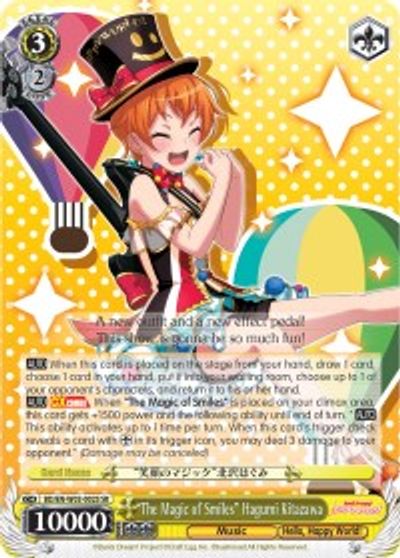 3
2
A new outfit and a new effect pedal!
This show is gonna be so much fun!
AUTO When this card is placed on the stage from your hand, draw 1 card,
choose 1 card in your hand, put it into your waiting room, choose up to 1 of
your opponent's characters, and return it to his or her hand.
AUTO CX COMBO When "The Magic of Smiles" is placed on your climax area,
this card gets +1500 power and the following ability until end of turn. " AUTO
This activates up to 1 time per turn. When this card's trigger check
reveals a card with in its trigger icon, you may deal 3 damage to your
opponent." (This damage may be canceled)
"笑顔のマジック"北沢はぐみ
"The Magic of Smiles" Hagumi Kitazawa
10000
Music
Hello, Happy World!